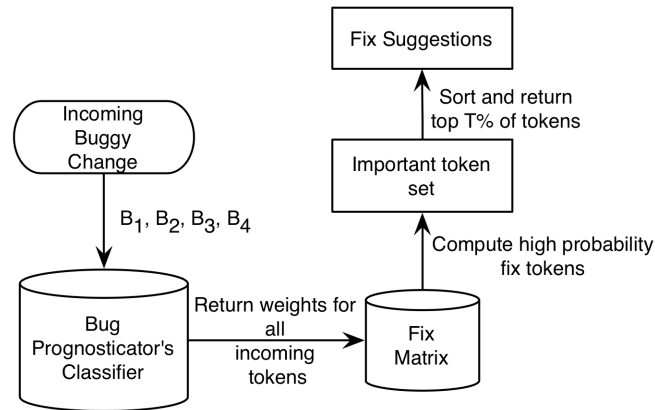 Fix Suggestions
Sort and return
top T% of tokens
Incoming
Buggy
Change
Important token
set
B1, B2, B3, B4
Compute high probability
fix tokens
Return weights for
all
incoming
tokens
Bug
Prognosticator's
Classifier
Fix
Matrix